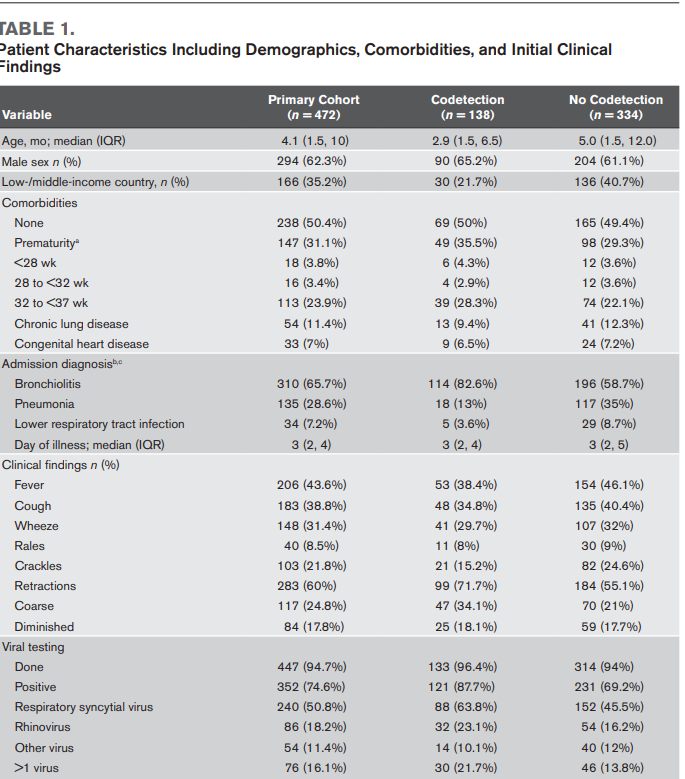 TABLE 1.
Patient Characteristics Including Demographics, Comorbidities, and Initial Clinical
Findings
Variable Primary Cohort (n = 472) Codetection (n = 138) No Codetection (n = 334)
Age, mo; median (IQR) 4.1 (1.5, 10) 2.9 (1.5, 6.5) 5.0 (1.5, 12.0)
Male sex n (%) 294 (62.3%) 90 (65.2%) 204 (61.1%)
Low-/middle-income country, n (%) 166 (35.2%) 30 (21.7%) 136 (40.7%)
Comorbidities
None 238 (50.4%) 69 (50%) 165 (49.4%)
Prematurityᵃ 147 (31.1%) 49 (35.5%) 98 (29.3%)
<28 wk 18 (3.8%) 6 (4.3%) 12 (3.6%)
28 to <32 wk 16 (3.4%) 4 (2.9%) 12 (3.6%)
32 to <37 wk 113 (23.9%) 39 (28.3%) 74 (22.1%)
Chronic lung disease 54 (11.4%) 13 (9.4%) 41 (12.3%)
Congenital heart disease 33 (7%) 9 (6.5%) 24 (7.2%)
Admission diagnosisᵇ,ᶜ
Bronchiolitis 310 (65.7%) 114 (82.6%) 196 (58.7%)
Pneumonia 135 (28.6%) 18 (13%) 117 (35%)
Lower respiratory tract infection 34 (7.2%) 5 (3.6%) 29 (8.7%)
Day of illness; median (IQR) 3 (2, 4) 3 (2, 4) 3 (2, 5)
Clinical findings n (%)
Fever 206 (43.6%) 53 (38.4%) 154 (46.1%)
Cough 183 (38.8%) 48 (34.8%) 135 (40.4%)
Wheeze 148 (31.4%) 41 (29.7%) 107 (32%)
Rales 40 (8.5%) 11 (8%) 30 (9%)
Crackles 103 (21.8%) 21 (15.2%) 82 (24.6%)
Retractions 283 (60%) 99 (71.7%) 184 (55.1%)
Coarse 117 (24.8%) 47 (34.1%) 70 (21%)
Diminished 84 (17.8%) 25 (18.1%) 59 (17.7%)
Viral testing
Done 447 (94.7%) 133 (96.4%) 314 (94%)
Positive 352 (74.6%) 121 (87.7%) 231 (69.2%)
Respiratory syncytial virus 240 (50.8%) 88 (63.8%) 152 (45.5%)
Rhinovirus 86 (18.2%) 32 (23.1%) 54 (16.2%)
Other virus 54 (11.4%) 14 (10.1%) 40 (12%)
>1 virus 76 (16.1%) 30 (21.7%) 46 (13.8%)